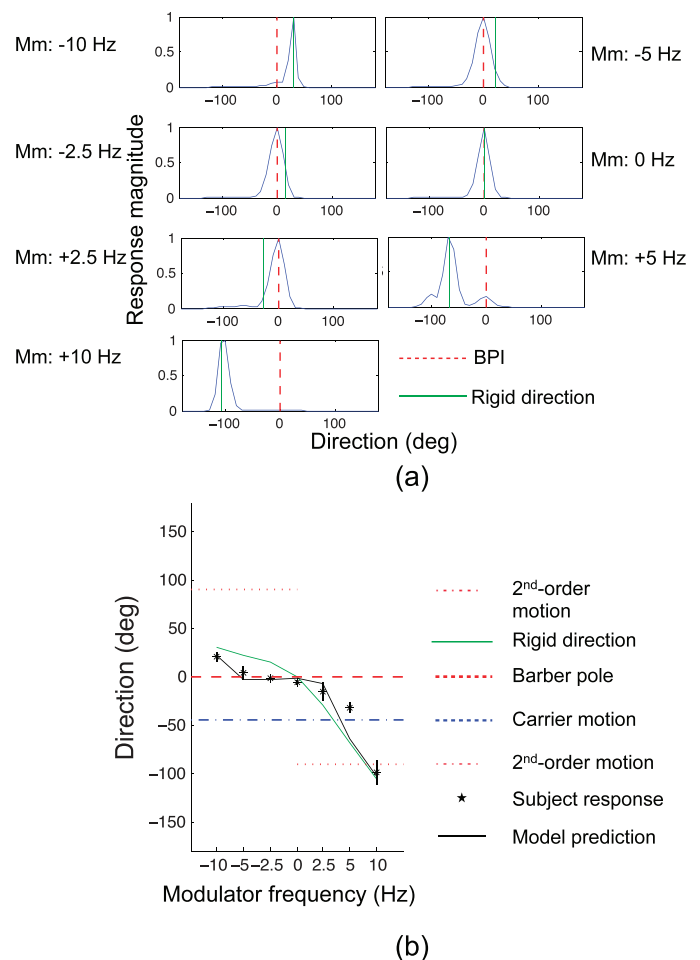 Mm: -10 Hz
1
0.5
0
−100 0 100
1
0.5
0
−100 0 100
Mm: -5 Hz
Mm: -2.5 Hz
1
0.5
0
−100 0 100
1
0.5
0
−100 0 100
Mm: 0 Hz
Response magnitude
Mm: +2.5 Hz
1
0.5
0
−100 0 100
1
0.5
0
−100 0 100
Mm: +5 Hz
Mm: +10 Hz
1
0.5
0
−100 0 100
BPI
Rigid direction
Direction (deg)
(a)
150
100
50
0
−50
−100
−150
Direction (deg)
−10 −5 −2.5 0 2.5 5 10
Modulator frequency (Hz)
2nd-order
motion
Rigid direction
Barber pole
Carrier motion
2nd-order motion
Subject response
Model prediction
(b)